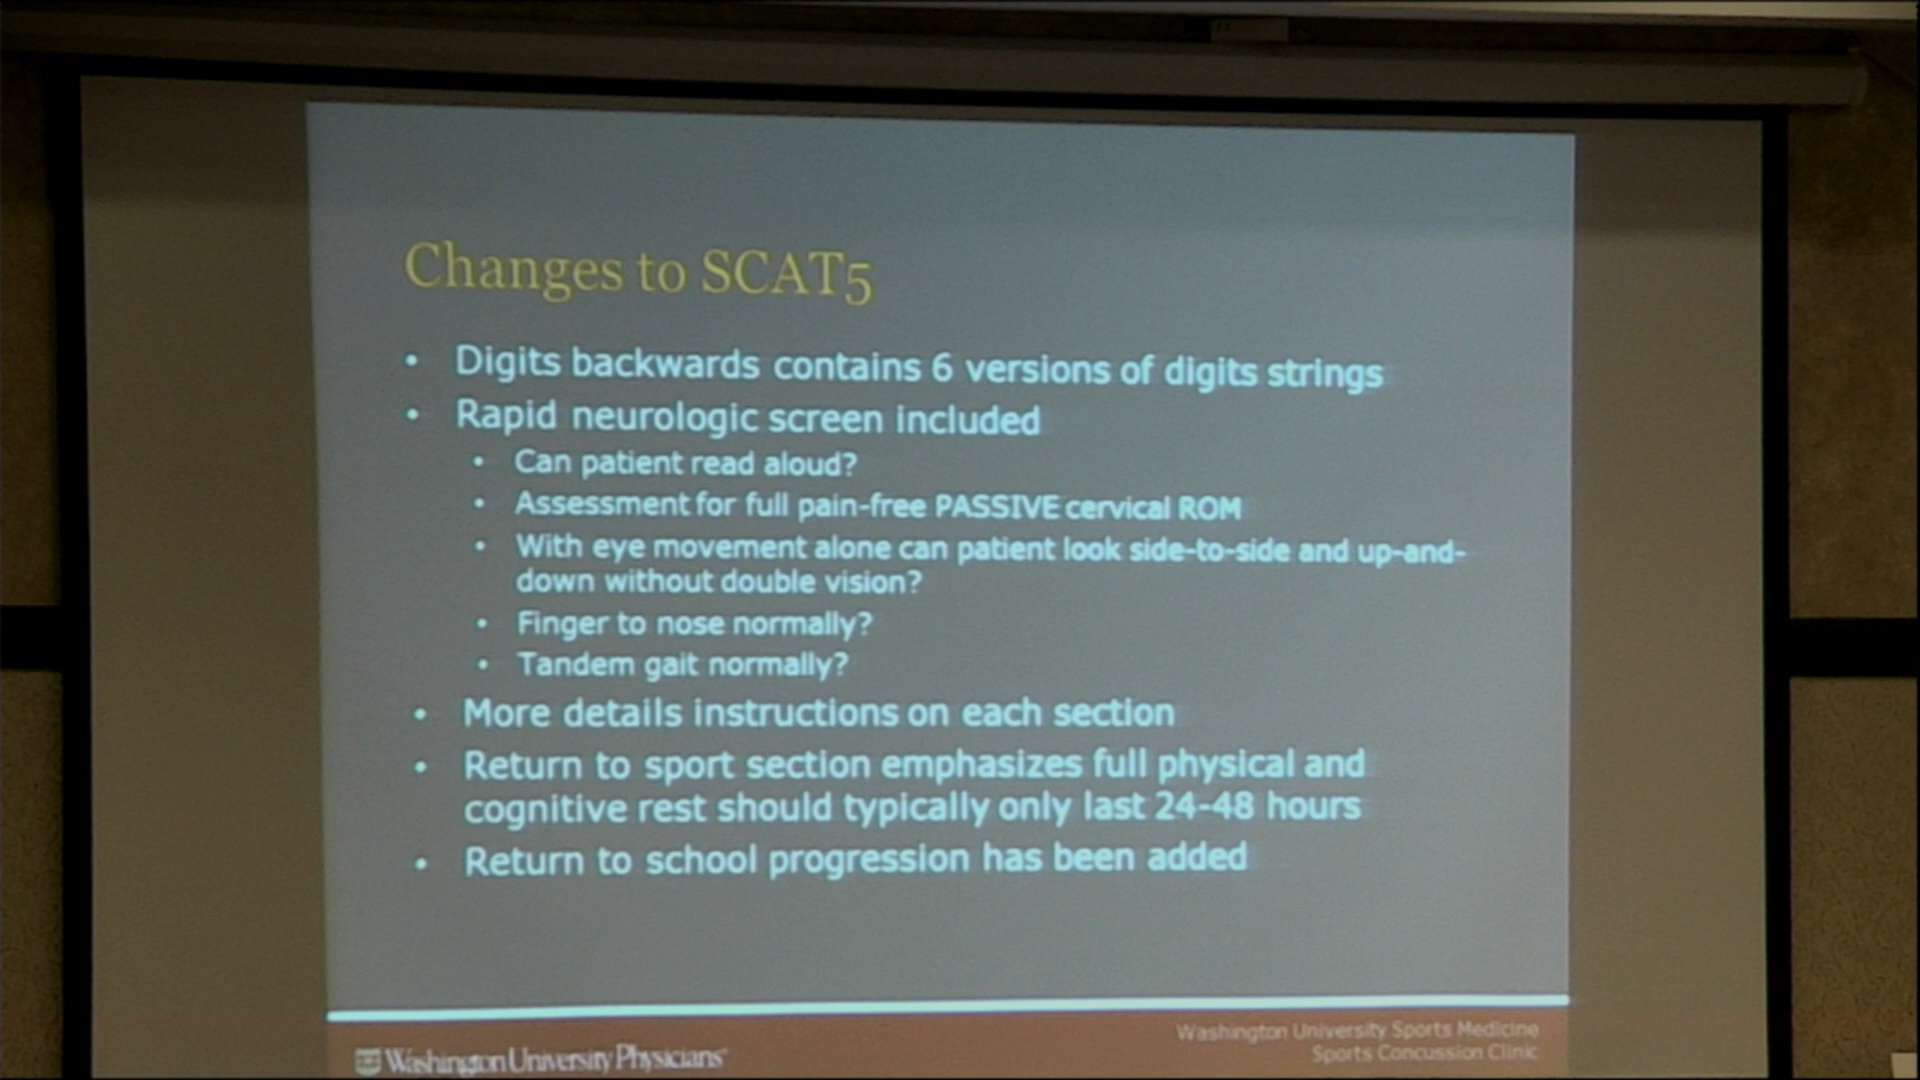 Changes to SCAT5
• Digits backwards contains 6 versions of digits strings
• Rapid neurologic screen included
• Can patient read aloud?
• Assessment for full pain-free PASSIVE cervical ROM
• With eye movement alone can patient look side-to-side and up-and-
down without double vision?
• Finger to nose normally?
• Tandem gait normally?
• More details instructions on each section
• Return to sport section emphasizes full physical and
cognitive rest should typically only last 24-48 hours
• Return to school progression has been added
Washington University Physicians
Washington University Sports Medicine
Sports Concussion Clinic